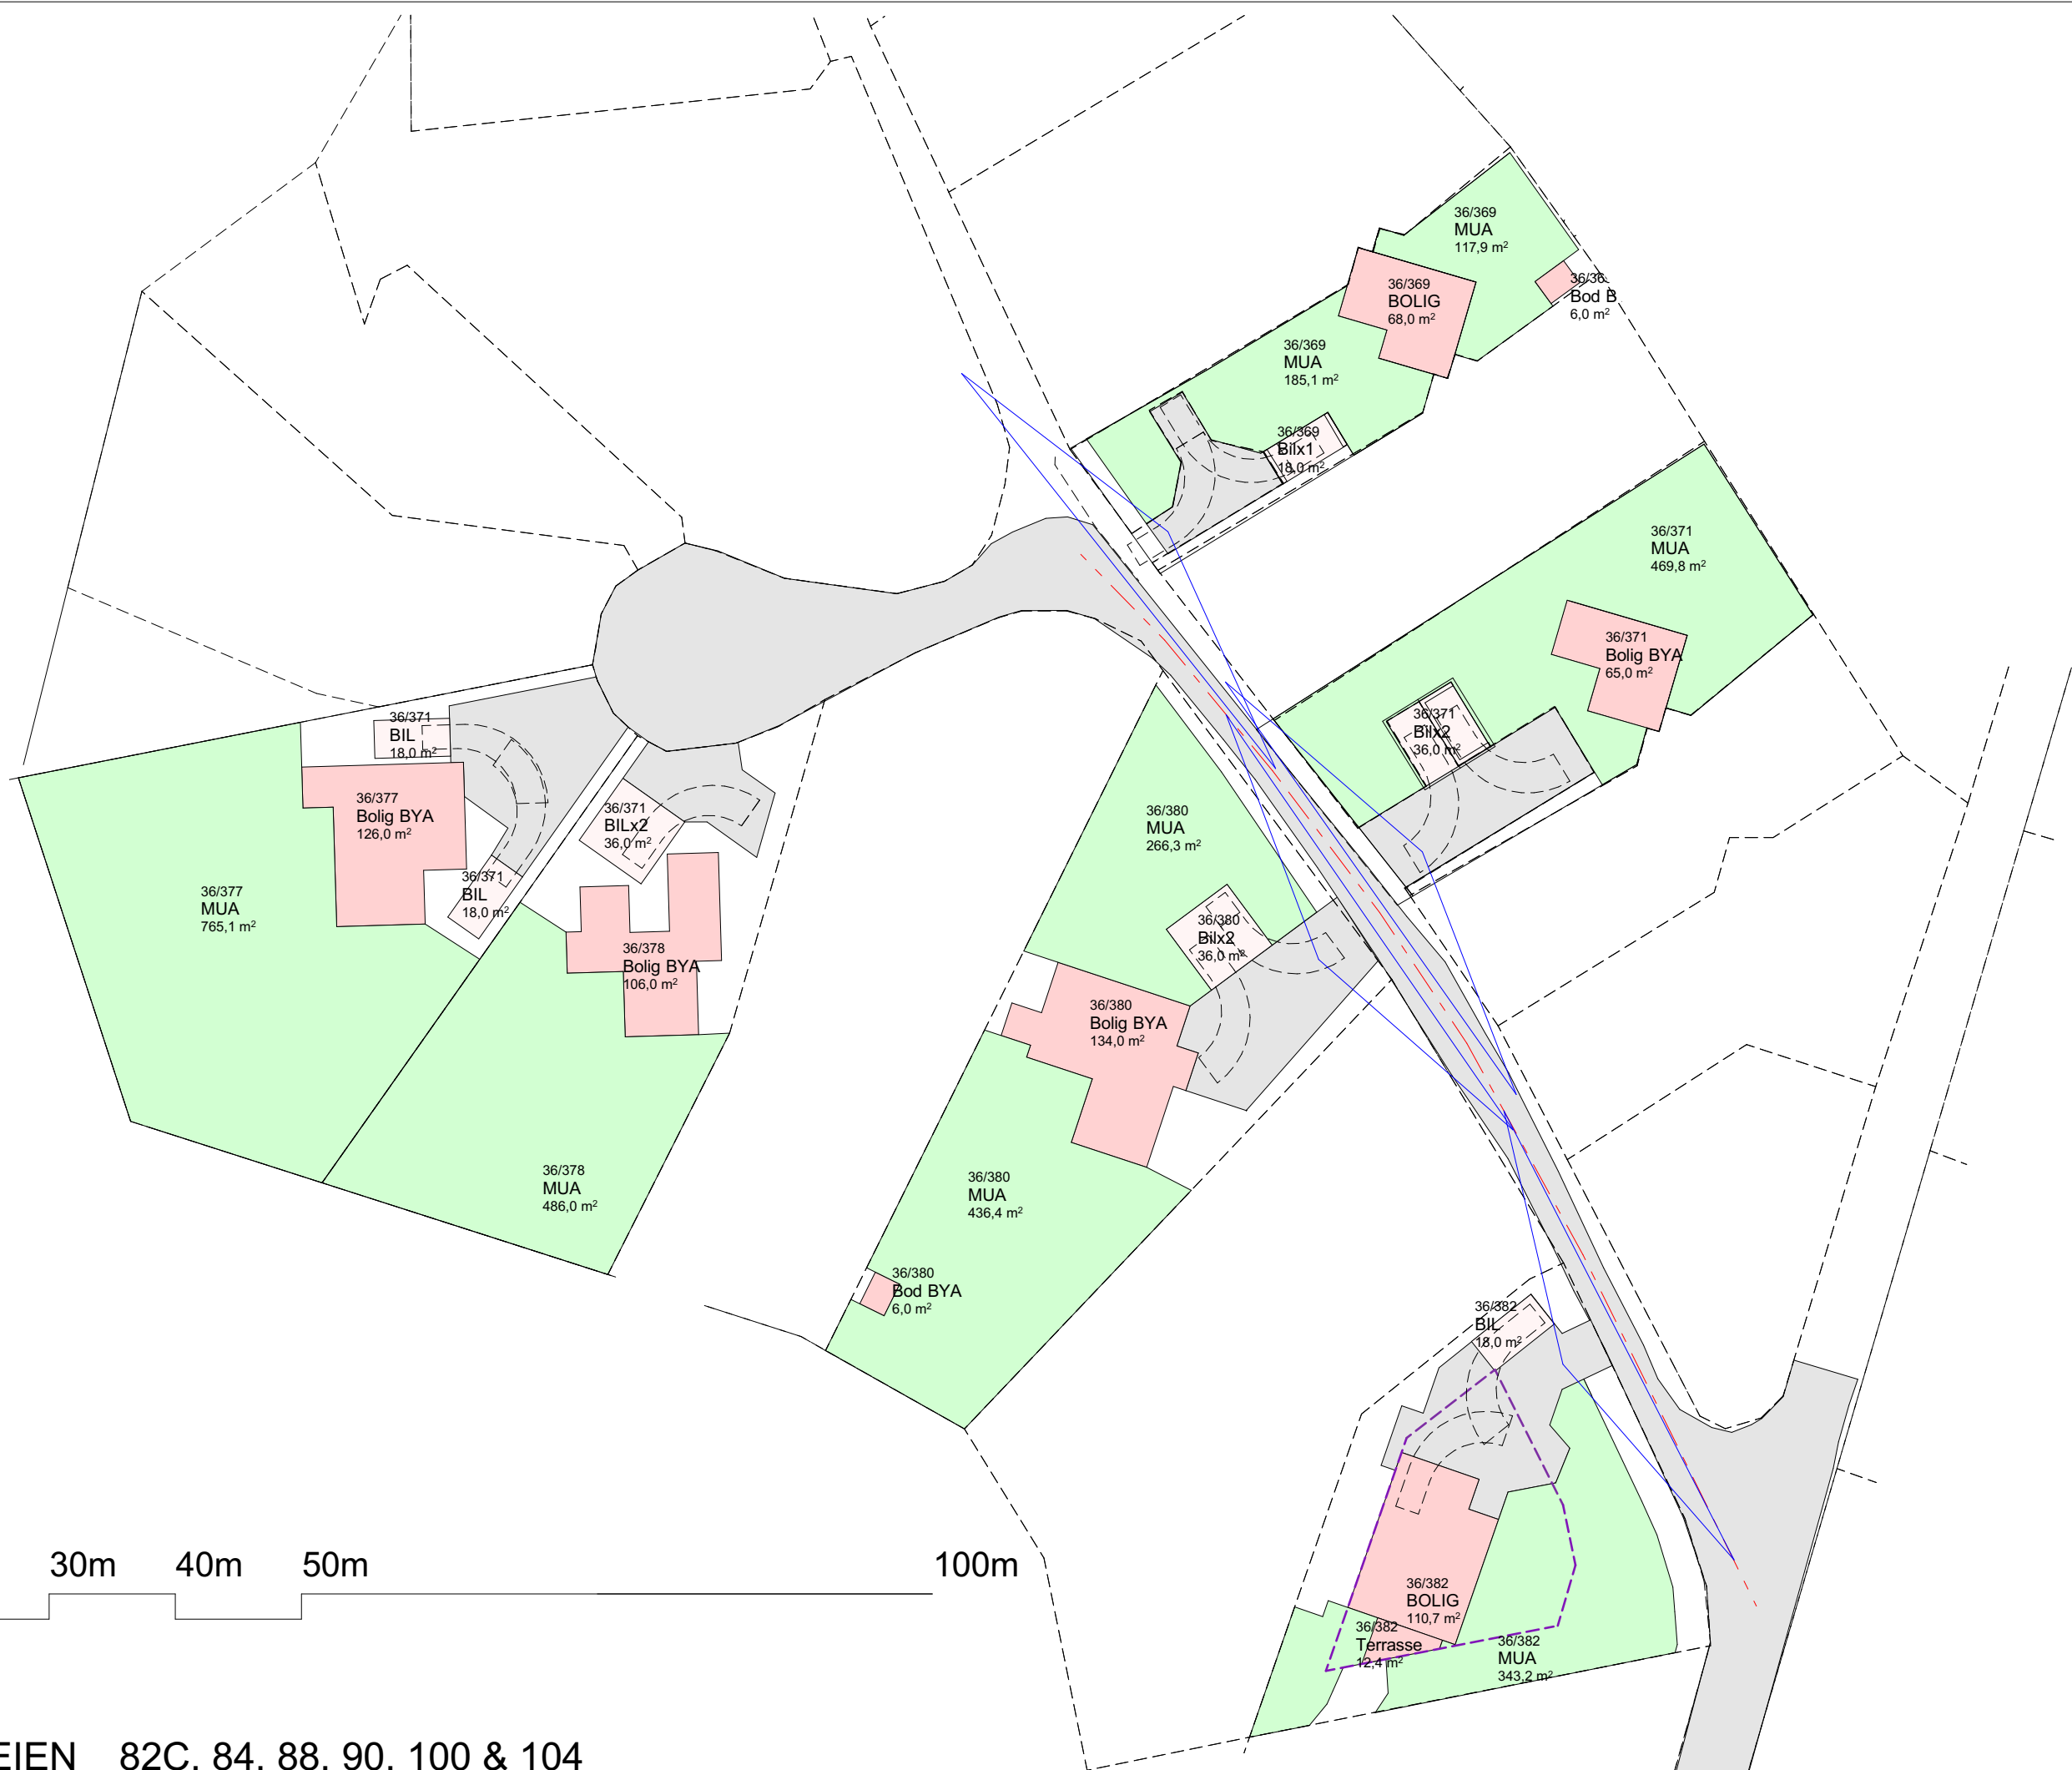 36/369
MUA
117,9 m²
36/36
Bod B
6,0 m²
36/369
BOLIG
68,0 m²
36/369
MUA
185,1 m²
36/369
Bilx1
18,0 m²
36/371
MUA
469,8 m²
36/371
Bolig BYA
65,0 m²
36/371
Bilx2
36,0 m²
36/371
BIL
18,0 m²
36/377
Bolig BYA
126,0 m²
36/371
BILx2
36,0 m²
36/371
BIL
18,0 m²
36/377
MUA
765,1 m²
36/378
Bolig BYA
106,0 m²
36/378
MUA
486,0 m²
36/380
MUA
266,3 m²
36/380
Bilx2
36,0 m²
36/380
Bolig BYA
134,0 m²
36/380
MUA
436,4 m²
36/380
Bod BYA
6,0 m²
36/382
BIL
18,0 m²
36/382
BOLIG
110,7 m²
36/382
Terrasse
12,4 m²
36/382
MUA
343,2 m²
30m 40m 50m 100m
EIEN 82C, 84, 88, 90, 100 & 104